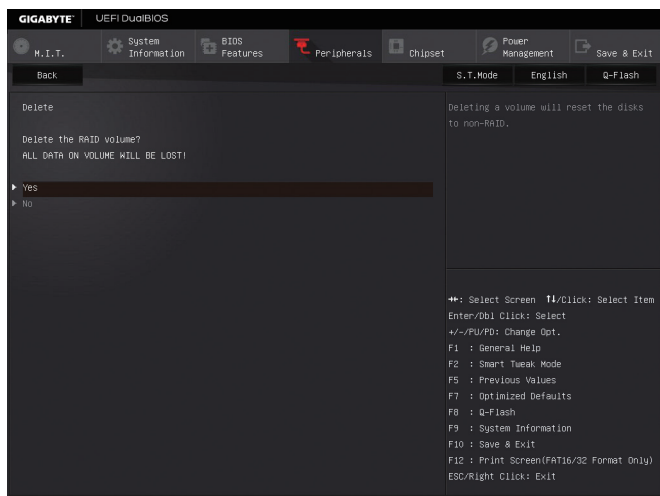 GIGABYTE™ UEFI DualBIOS
M.I.T.
System Information
BIOS Features
Peripherals
Chipset
Power Management
Save & Exit
Back
S.T.Mode English Q-Flash
Delete
Delete the RAID volume?
ALL DATA ON VOLUME WILL BE LOST!
Yes
No
Deleting a volume will reset the disks
to non-RAID.
→←: Select Screen ↑↓/Click: Select Item
Enter/Dbl Click: Select
+/-/PU/PD: Change Opt.
F1 : General Help
F2 : Smart Tweak Mode
F5 : Previous Values
F7 : Optimized Defaults
F8 : Q-Flash
F9 : System Information
F10 : Save & Exit
F12 : Print Screen(FAT16/32 Format Only)
ESC/Right Click: Exit